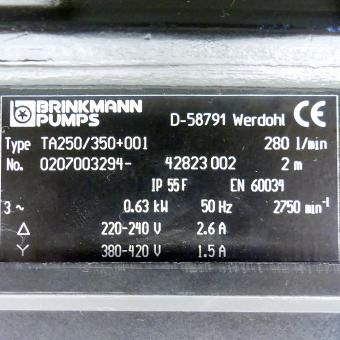 BRINKMANN
PUMPS D-58791 Werdohl CE
Type TA250/350+001 280 l/min
No. 0207003294- 42823 002 2 m
IP 55F EN 60034
3 ~ 0.63 kW 50 Hz 2750 min⁻¹
Δ 220-240 V 2.6 A
Y 380-420 V 1.5 A